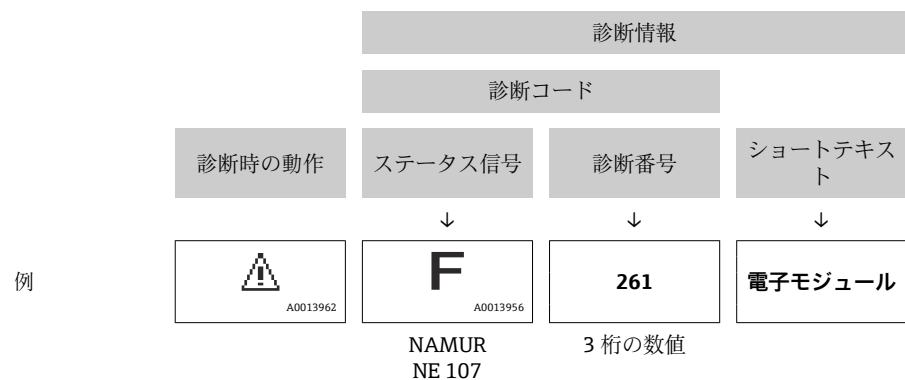 診断情報
診断コード
診断時の動作
ステータス信号
診断番号
ショートテキス
ト
↓
↓
↓
例
A0013962
F
A0013956
261
電子モジュール
NAMUR
NE 107
3 桁の数値